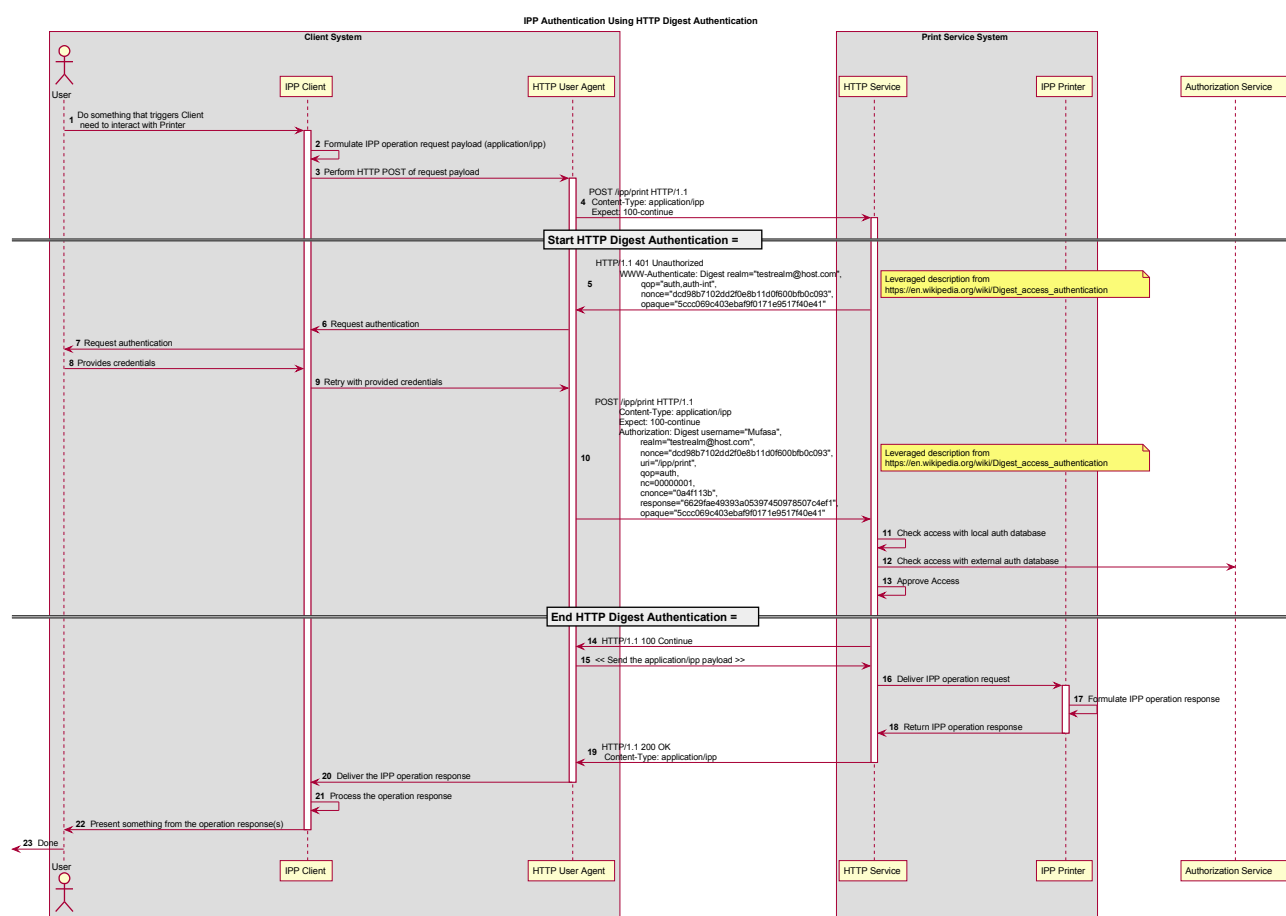 IPP Authentication Using HTTP Digest Authentication
Client System
Print Service System
User
IPP Client
HTTP User Agent
HTTP Service
IPP Printer
Authorization Service
1 Do something that triggers Client
need to interact with Printer
2 Formulate IPP operation request payload (application/ipp)
3 Perform HTTP POST of request payload
POST /ipp/print HTTP/1.1
4 Content-Type: application/ipp
Expect: 100-continue
Start HTTP Digest Authentication =
HTTP/1.1 401 Unauthorized
WWW-Authenticate: Digest realm="testrealm@host.com",
5 qop="auth,auth-int",
nonce="dcd98b7102dd2f0e8b11d0f600bfb0c093",
opaque="5ccc069c403ebaf9f0171e9517f40e41"
Leveraged description from
https://en.wikipedia.org/wiki/Digest_access_authentication
6 Request authentication
7 Request authentication
8 Provides credentials
9 Retry with provided credentials
POST /ipp/print HTTP/1.1
Content-Type: application/ipp
Expect: 100-continue
Authorization: Digest username="Mufasa",
realm="testrealm@host.com",
nonce="dcd98b7102dd2f0e8b11d0f600bfb0c093",
10 uri="/ipp/print",
qop=auth,
nc=00000001,
cnonce="0a4f113b",
response="6629fae49393a05397450978507c4ef1",
opaque="5ccc069c403ebaf9f0171e9517f40e41"
Leveraged description from
https://en.wikipedia.org/wiki/Digest_access_authentication
11 Check access with local auth database
12 Check access with external auth database
13 Approve Access
End HTTP Digest Authentication =
14 HTTP/1.1 100 Continue
15 << Send the application/ipp payload >>
16 Deliver IPP operation request
17 Formulate IPP operation response
18 Return IPP operation response
19 HTTP/1.1 200 OK
Content-Type: application/ipp
20 Deliver the IPP operation response
21 Process the operation response
22 Present something from the operation response(s)
23 Done
User
IPP Client
HTTP User Agent
HTTP Service
IPP Printer
Authorization Service